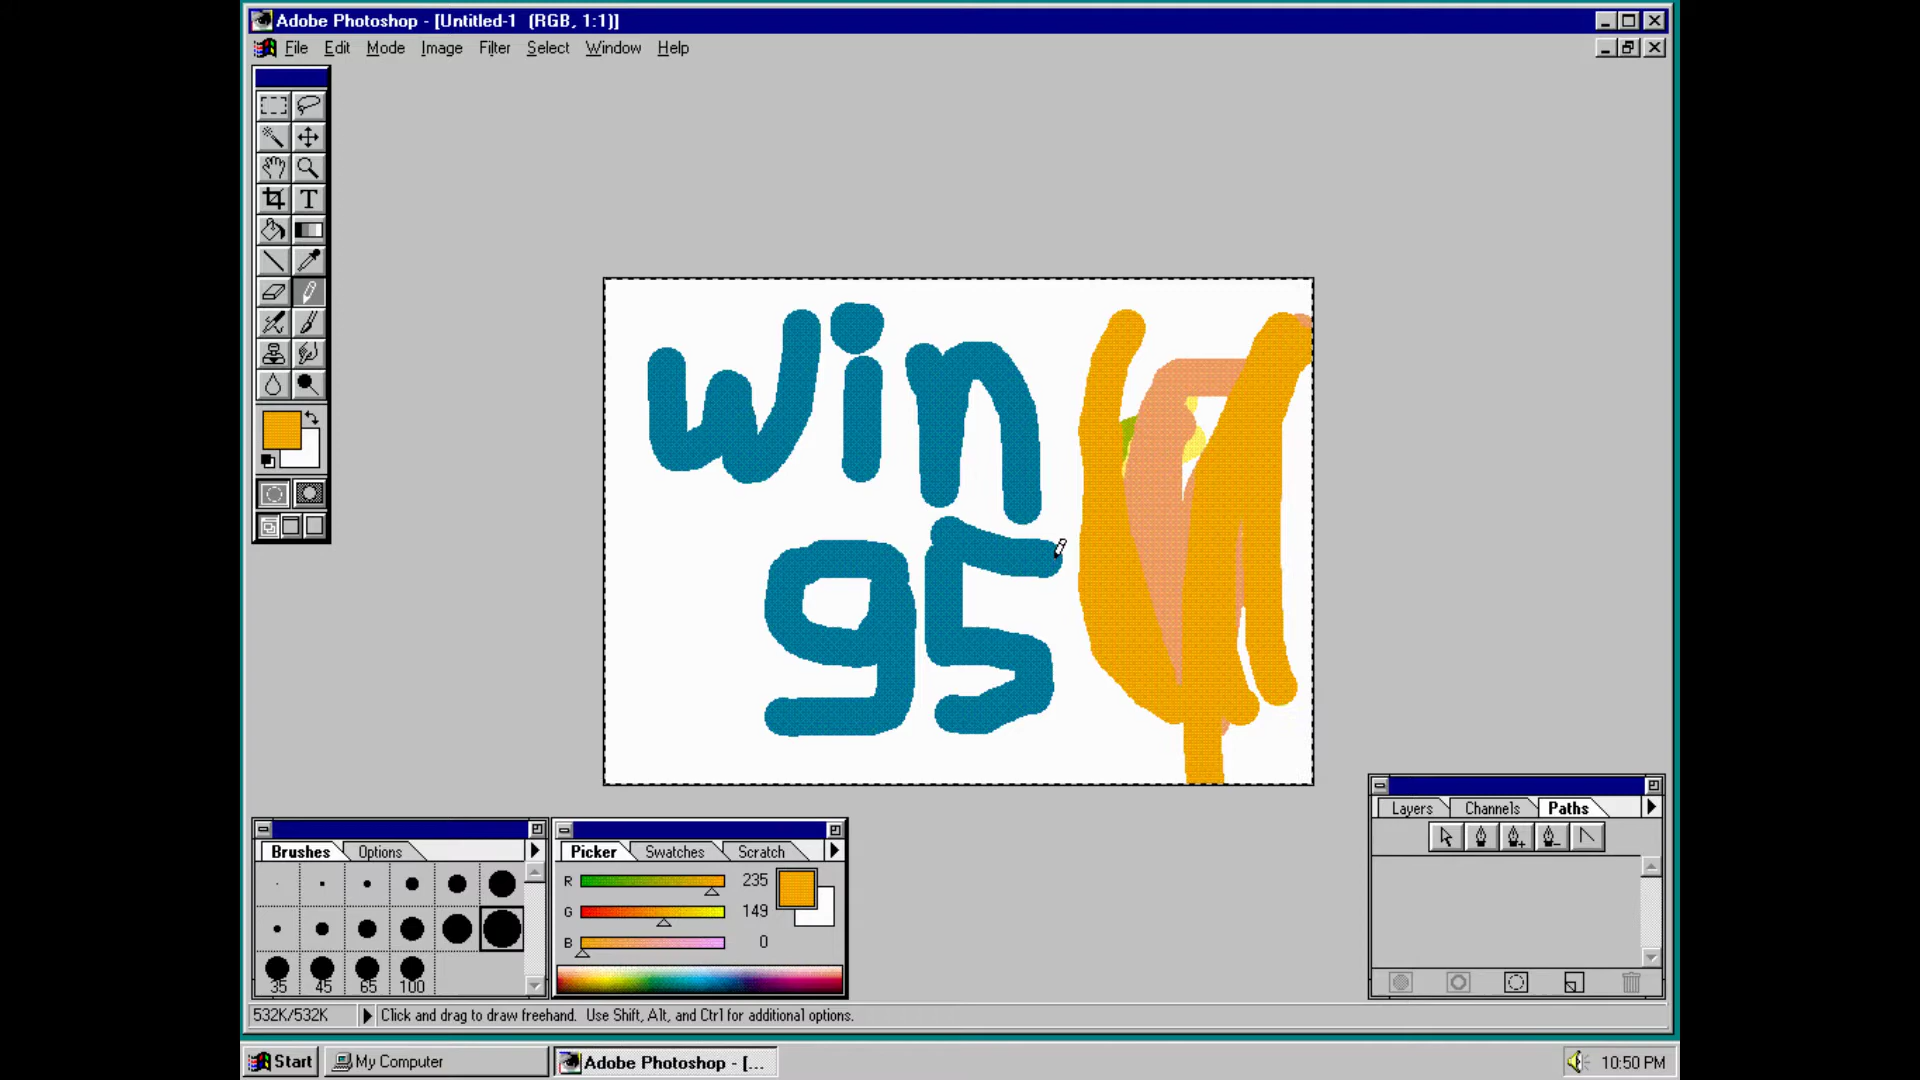 Adobe Photoshop - [Untitled-1 (RGB, 1:1)]
File Edit Mode Image Filter Select Window Help
T
win
95
Layers Channels Paths
Brushes Options
Picker Swatches Scratch
R 235
G 149
B 0
35 45 65 100
532K/532K Click and drag to draw freehand. Use Shift, Alt, and Ctrl for additional options.
Start My Computer Adobe Photoshop - [... 10:50 PM